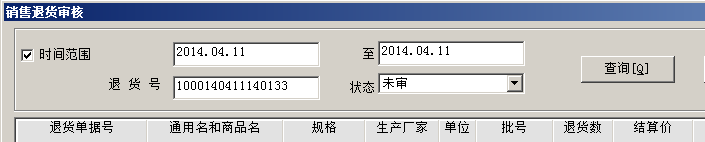 销售退货审核
时间范围 2014.04.11 至 2014.04.11
查询[Q]
退 货 号 1000140411140133 状态 未审
退货单据号 通用名和商品名 规格 生产厂家 单位 批号 退货数 结算价